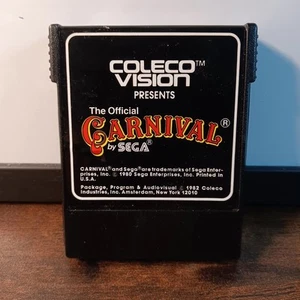 COLECO™
VISION
PRESENTS
The Official
CARNIVAL®
by SEGA®
CARNIVAL® and Sega® are trademarks of Sega Enter-
prises, Inc. © 1980 Sega Enterprises, Inc. Printed in
U.S.A.
Package, Program & Audiovisual © 1982 Coleco
Industries, Inc. Amsterdam, New York 12010